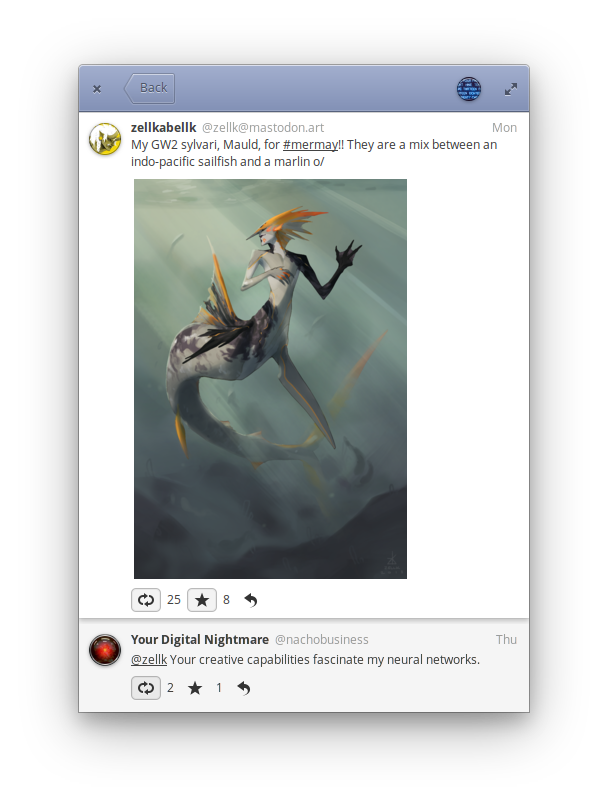 Back
zellkabellk @zellk@mastodon.art Mon
My GW2 sylvari, Mauld, for #mermay!! They are a mix between an
indo-pacific sailfish and a marlin o/
25 8
Your Digital Nightmare @nachobusiness Thu
@zellk Your creative capabilities fascinate my neural networks.
2 1